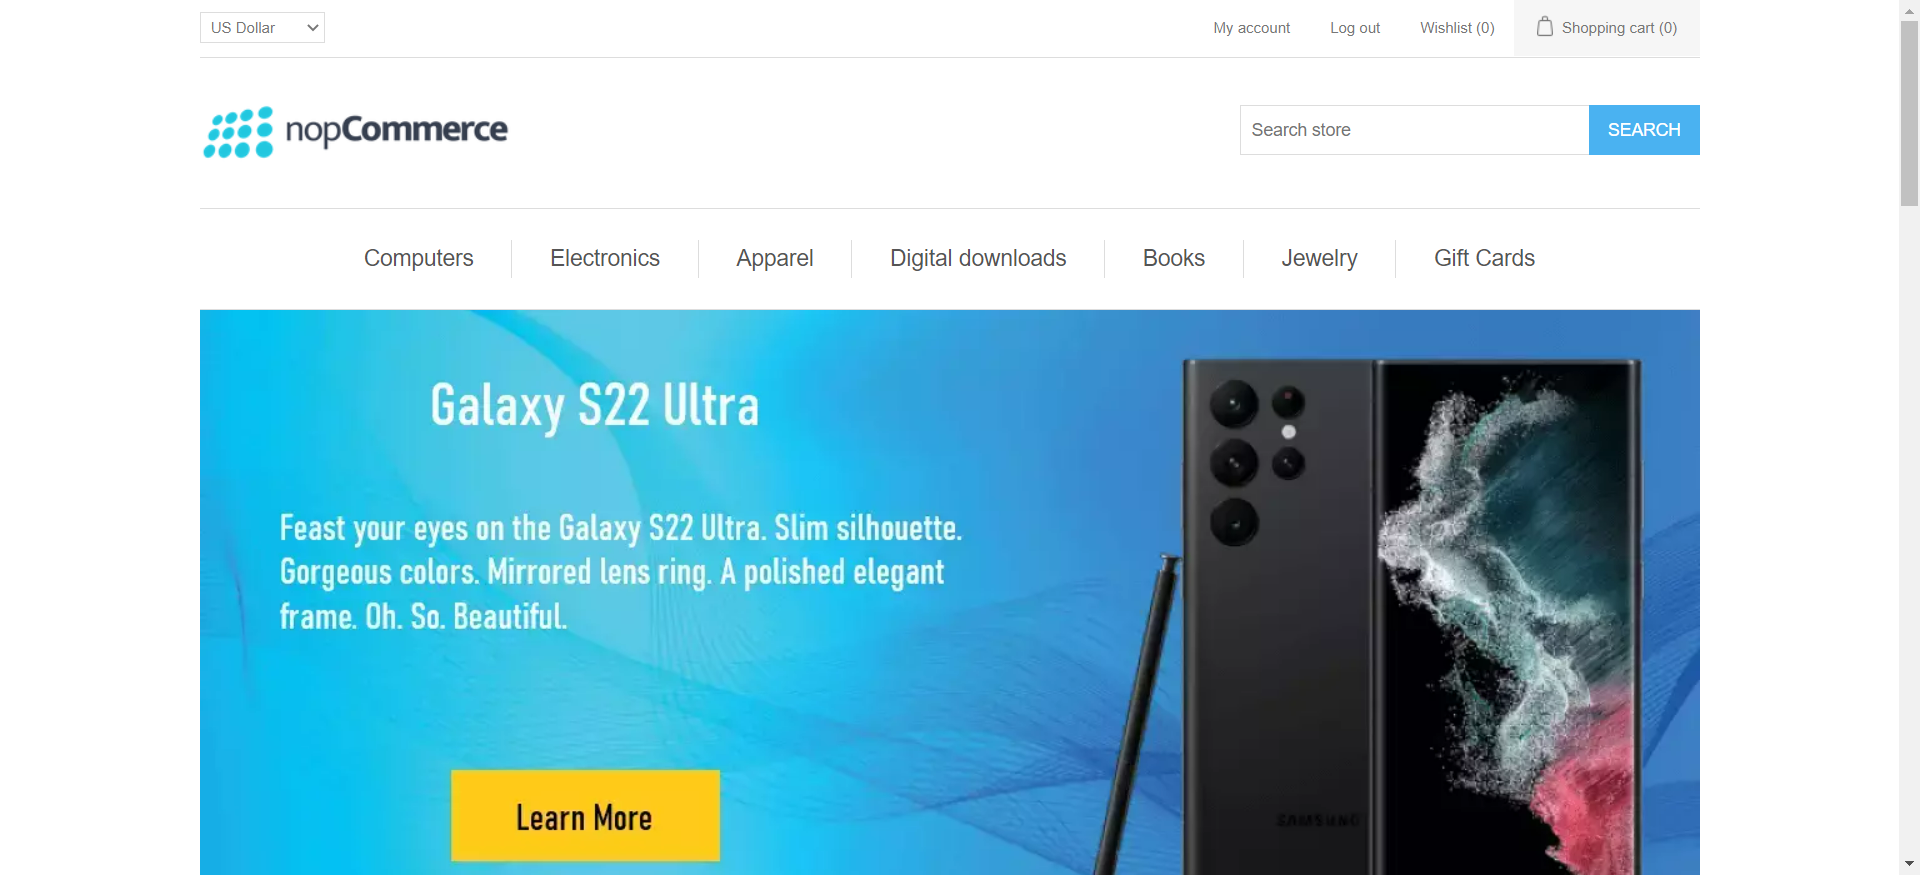 US Dollar
My account
Log out
Wishlist (0)
Shopping cart (0)
nopCommerce
Search store
SEARCH
Computers
Electronics
Apparel
Digital downloads
Books
Jewelry
Gift Cards
Galaxy S22 Ultra
Feast your eyes on the Galaxy S22 Ultra. Slim silhouette.
Gorgeous colors. Mirrored lens ring. A polished elegant
frame. Oh. So. Beautiful.
Learn More
SAMSUNG